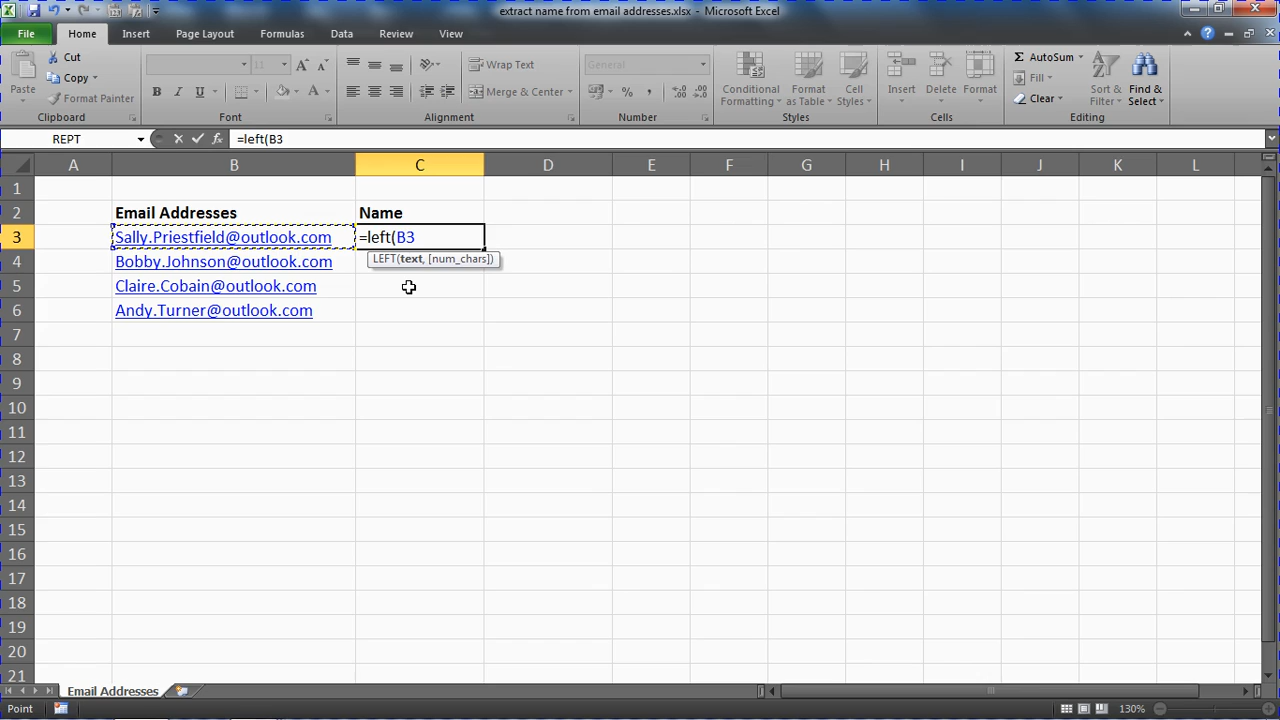 extract name from email addresses.xlsx - Microsoft Excel
File Home Insert Page Layout Formulas Data Review View
Paste
Cut
Copy
Format Painter
Clipboard
11
A A
B I U
A
Font
Wrap Text
Merge & Center
Alignment
General
% , .00 .00
Number
Conditional Formatting
Format as Table
Cell Styles
Styles
Insert
Delete
Format
Cells
Σ AutoSum
Fill
Clear
Sort & Filter
Find & Select
Editing
REPT fx =left(B3
A B C D E F G H I J K L
1
2 Email Addresses Name
3 Sally.Priestfield@outlook.com =left(B3
LEFT(text, [num_chars])
4 Bobby.Johnson@outlook.com
5 Claire.Cobain@outlook.com
6 Andy.Turner@outlook.com
7
8
9
10
11
12
13
14
15
16
17
18
19
20
21
Email Addresses
Point 130%